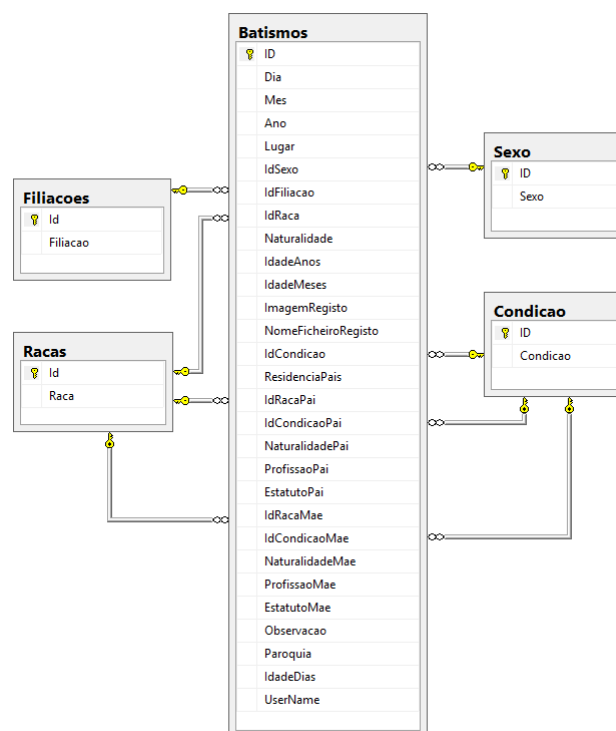 Batismos
ID
Dia
Mes
Ano
Lugar
IdSexo
IdFiliacao
IdRaca
Naturalidade
IdadeAnos
IdadeMeses
ImagemRegisto
NomeFicheiroRegisto
IdCondicao
ResidenciaPais
IdRacaPai
IdCondicaoPai
NaturalidadePai
ProfissaoPai
EstatutoPai
IdRacaMae
IdCondicaoMae
NaturalidadeMae
ProfissaoMae
EstatutoMae
Observacao
Paroquia
IdadeDias
UserName
Filiacoes
Id
Filiacao
Racas
Id
Raca
Sexo
ID
Sexo
Condicao
ID
Condicao